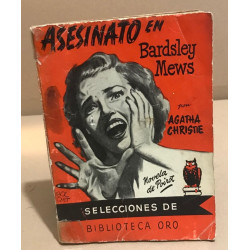 ASESINATO EN
Bardsley
Mews
por
AGATHA
CHRISTIE
Novela
de Poirot
SELECCIONES DE
BIBLIOTECA ORO